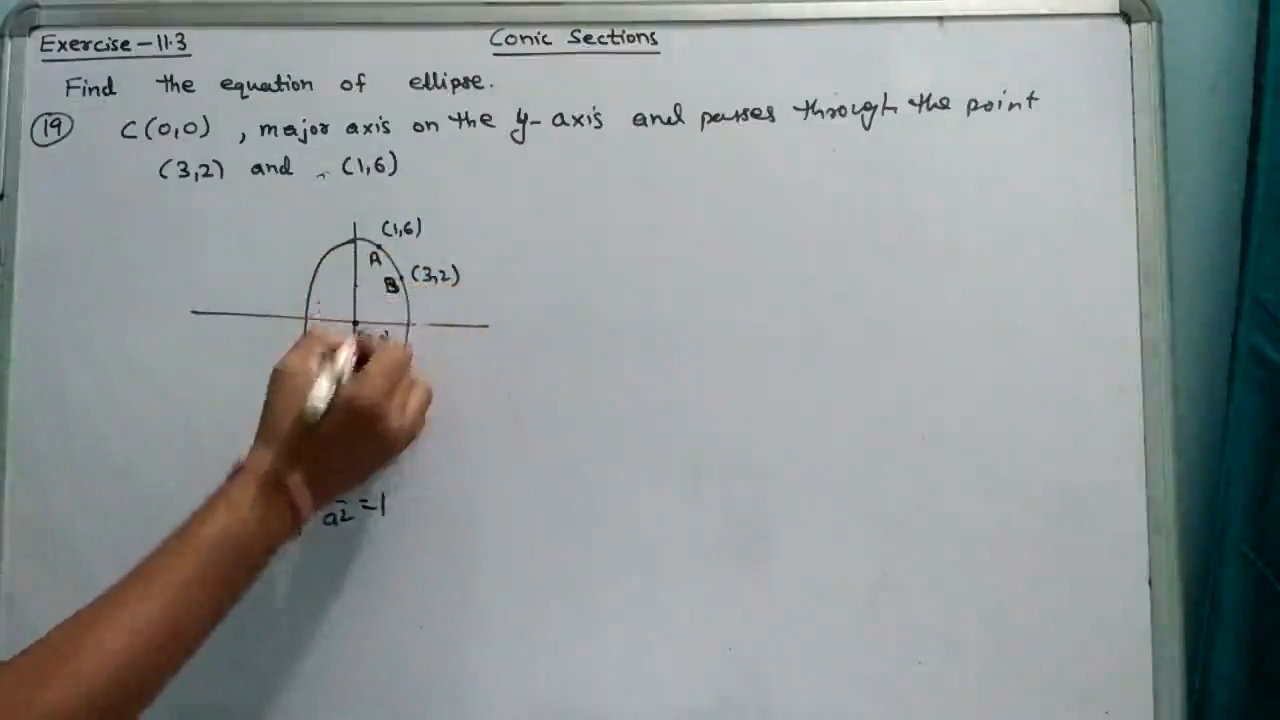 Exercise-11.3
Conic Sections
Find the equation of ellipse.
19 C(0,0), major axis on the y-axis and passes through the point
(3,2) and (1,6)
(1,6)
A
B (3,2)
a2 =1